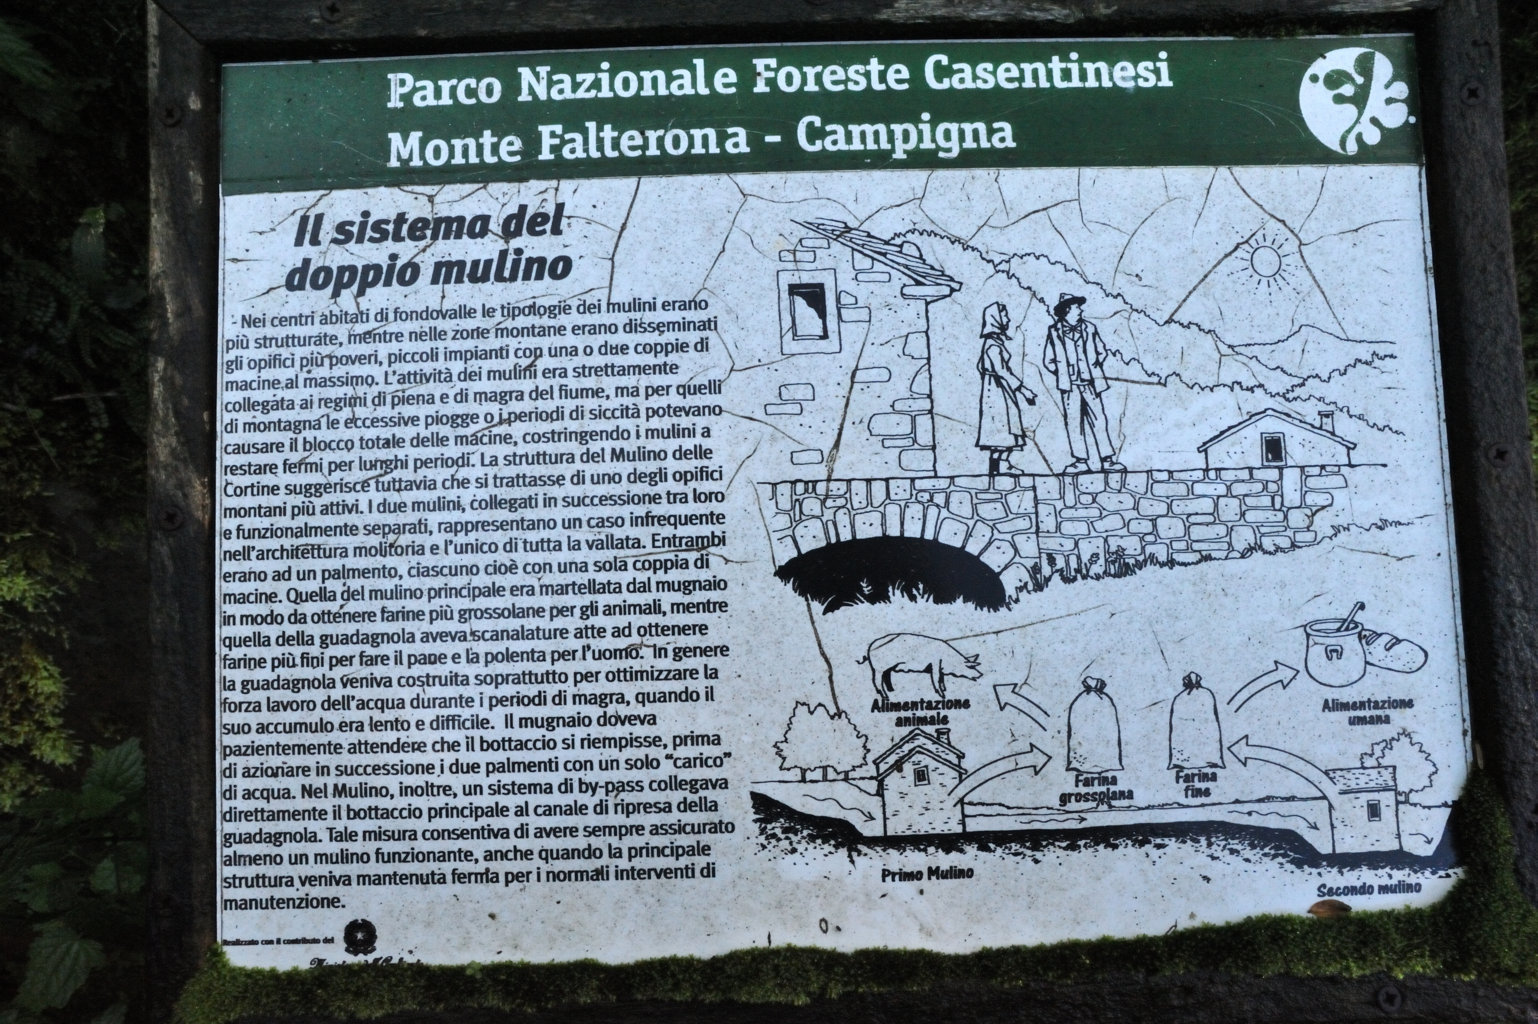 Parco Nazionale Foreste Casentinesi
Monte Falterona - Campigna
Il sistema del
doppio mulino
- Nei centri abitati di fondovalle le tipologie dei mulini erano
più strutturate, mentre nelle zone montane erano disseminati
gli opifici più poveri, piccoli impianti con una o due coppie di
macine al massimo. L'attività dei mulini era strettamente
collegata ai regimi di piena e di magra del fiume, ma per quelli
di montagna le eccessive piogge o i periodi di siccità potevano
causare il blocco totale delle macine, costringendo i mulini a
restare fermi per lunghi periodi. La struttura del Mulino delle
Cortine suggerisce tuttavia che si trattasse di uno degli opifici
montani più attivi. I due mulini, collegati in successione tra loro
e funzionalmente separati, rappresentano un caso infrequente
nell'architettura molitoria e l'unico di tutta la vallata. Entrambi
erano ad un palmento, ciascuno cioè con una sola coppia di
macine. Quella del mulino principale era martellata dal mugnaio
in modo da ottenere farine più grossolane per gli animali, mentre
quella della guadagnola aveva scanalature atte ad ottenere
farine più fini per fare il pane e la polenta per l'uomo. In genere
la guadagnola veniva costruita soprattutto per ottimizzare la
forza lavoro dell'acqua durante i periodi di magra, quando il
suo accumulo era lento e difficile. Il mugnaio doveva
pazientemente attendere che il bottaccio si riempisse, prima
di azionare in successione i due palmenti con un solo "carico"
di acqua. Nel Mulino, inoltre, un sistema di by-pass collegava
direttamente il bottaccio principale al canale di ripresa della
guadagnola. Tale misura consentiva di avere sempre assicurato
almeno un mulino funzionante, anche quando la principale
struttura veniva mantenuta ferma per i normali interventi di
manutenzione.
Realizzato con il contributo del
Alimentazione
animale
Alimentazione
umana
Farina
grossolana
Farina
fine
Primo Mulino
Secondo mulino